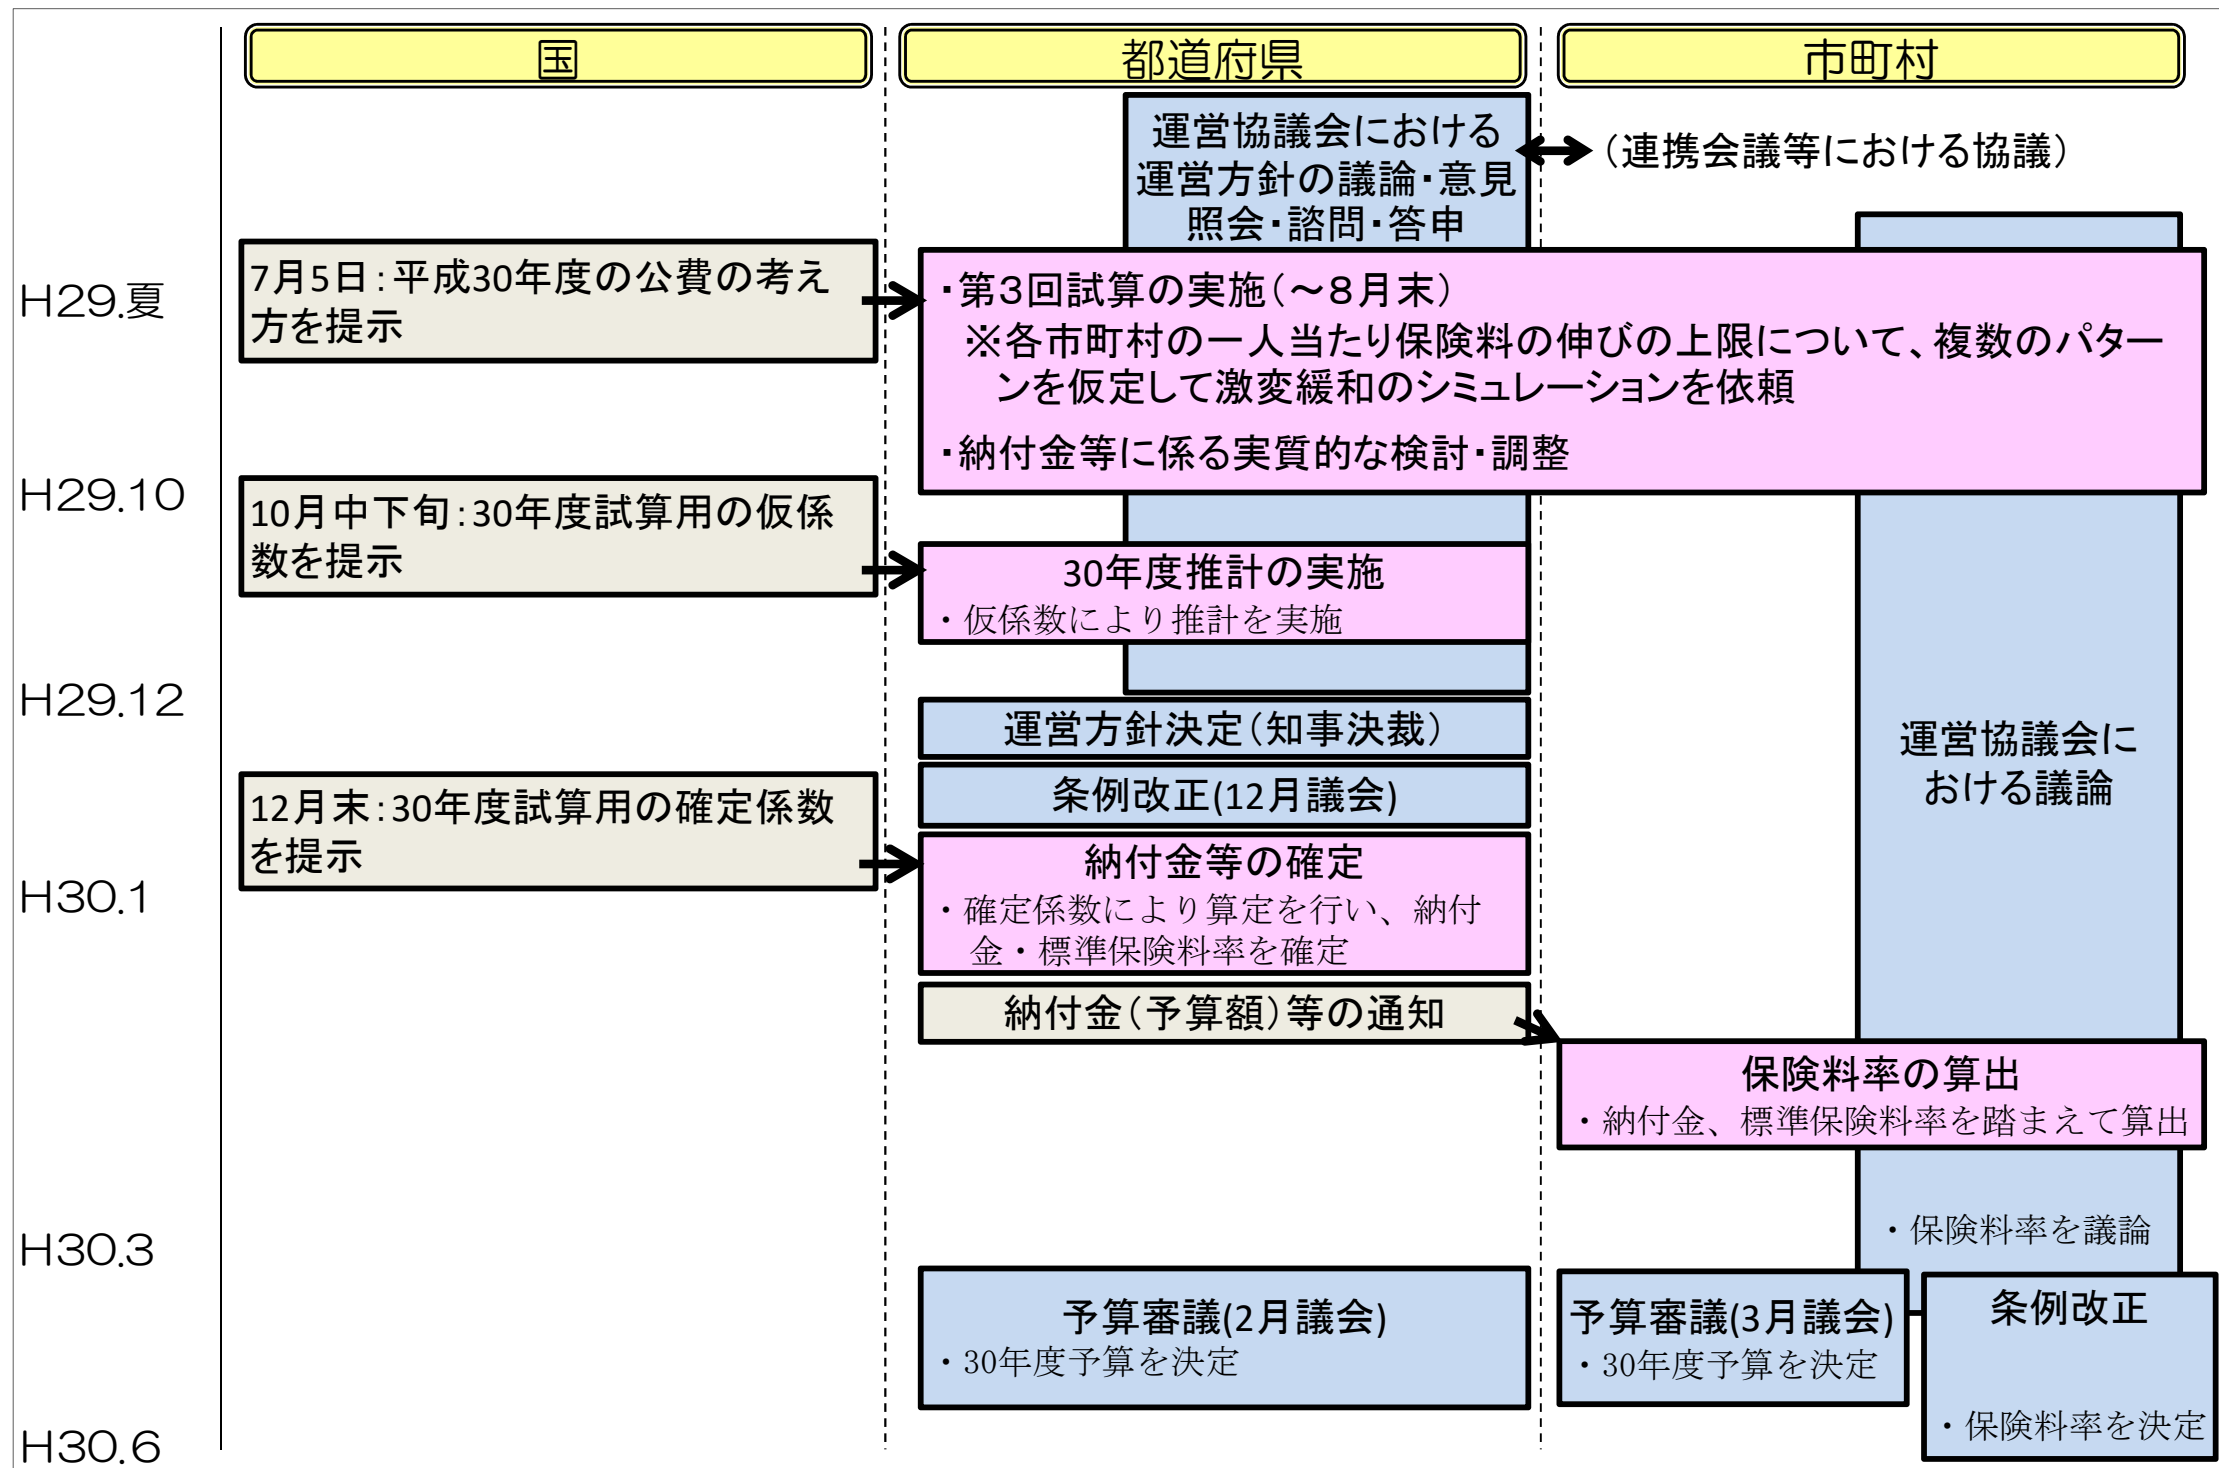 国
都道府県
市町村
運営協議会における
運営方針の議論・意見
照会・諮問・答申
(連携会議等における協議)
H29.夏
7月5日：平成30年度の公費の考え
方を提示
・第３回試算の実施（～８月末）
※各市町村の一人当たり保険料の伸びの上限について、複数のパター
ンを仮定して激変緩和のシミュレーションを依頼
・納付金等に係る実質的な検討・調整
H29.10
10月中下旬：30年度試算用の仮係
数を提示
30年度推計の実施
・仮係数により推計を実施
H29.12
運営方針決定（知事決裁）
条例改正(12月議会)
運営協議会に
おける議論
12月末：30年度試算用の確定係数
を提示
納付金等の確定
・確定係数により算定を行い、納付
金・標準保険料率を確定
H30.1
納付金（予算額）等の通知
保険料率の算出
・納付金、標準保険料率を踏まえて算出
H30.3
・保険料率を議論
予算審議(2月議会)
・30年度予算を決定
予算審議(3月議会)
・30年度予算を決定
条例改正
・保険料率を決定
H30.6